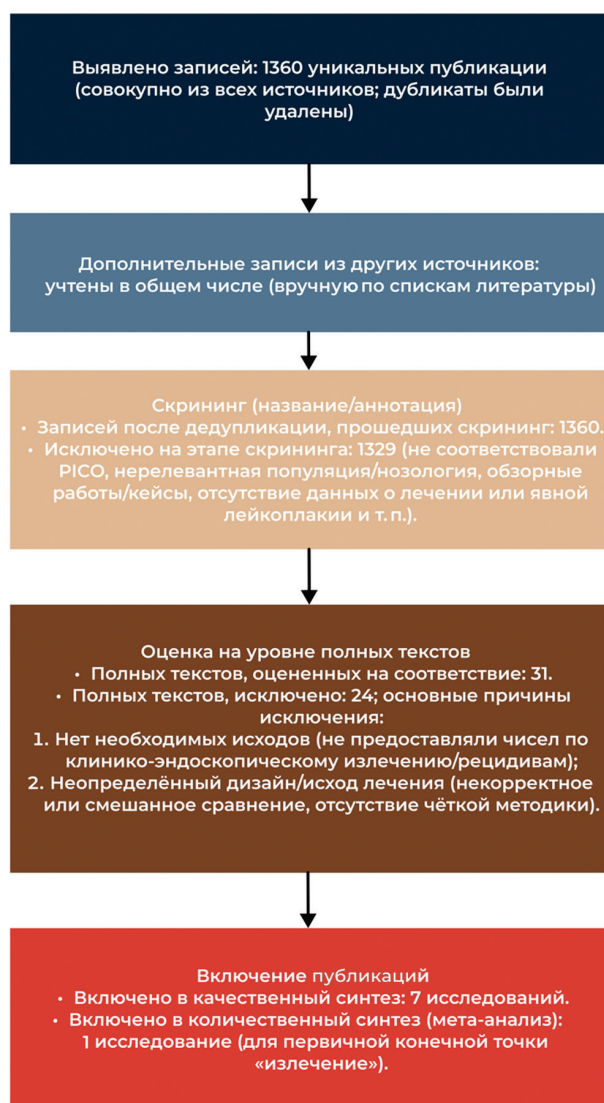 Выявлено записей: 1360 уникальных публикации
(совокупно из всех источников; дубликаты были
удалены)
Дополнительные записи из других источников:
учтены в общем числе (вручную по спискам литературы)
Скрининг (название/аннотация)
• Записей после дедупликации, прошедших скрининг: 1360.
• Исключено на этапе скрининга: 1329 (не соответствовали
PICO, нерелевантная популяция/нозология, обзорные
работы/кейсы, отсутствие данных о лечении или явной
лейкоплакии и т.п.).
Оценка на уровне полных текстов
• Полных текстов, оцененных на соответствие: 31.
• Полных текстов, исключено: 24; основные причины
исключения:
1. Нет необходимых исходов (не предоставляли чисел по
клинико-эндоскопическому излечению/рецидивам);
2. Неопределённый дизайн/исход лечения (некорректное
или смешанное сравнение, отсутствие чёткой методики).
Включение публикаций
• Включено в качественный синтез: 7 исследований.
• Включено в количественный синтез (мета-анализ):
1 исследование (для первичной конечной точки
«излечение»).